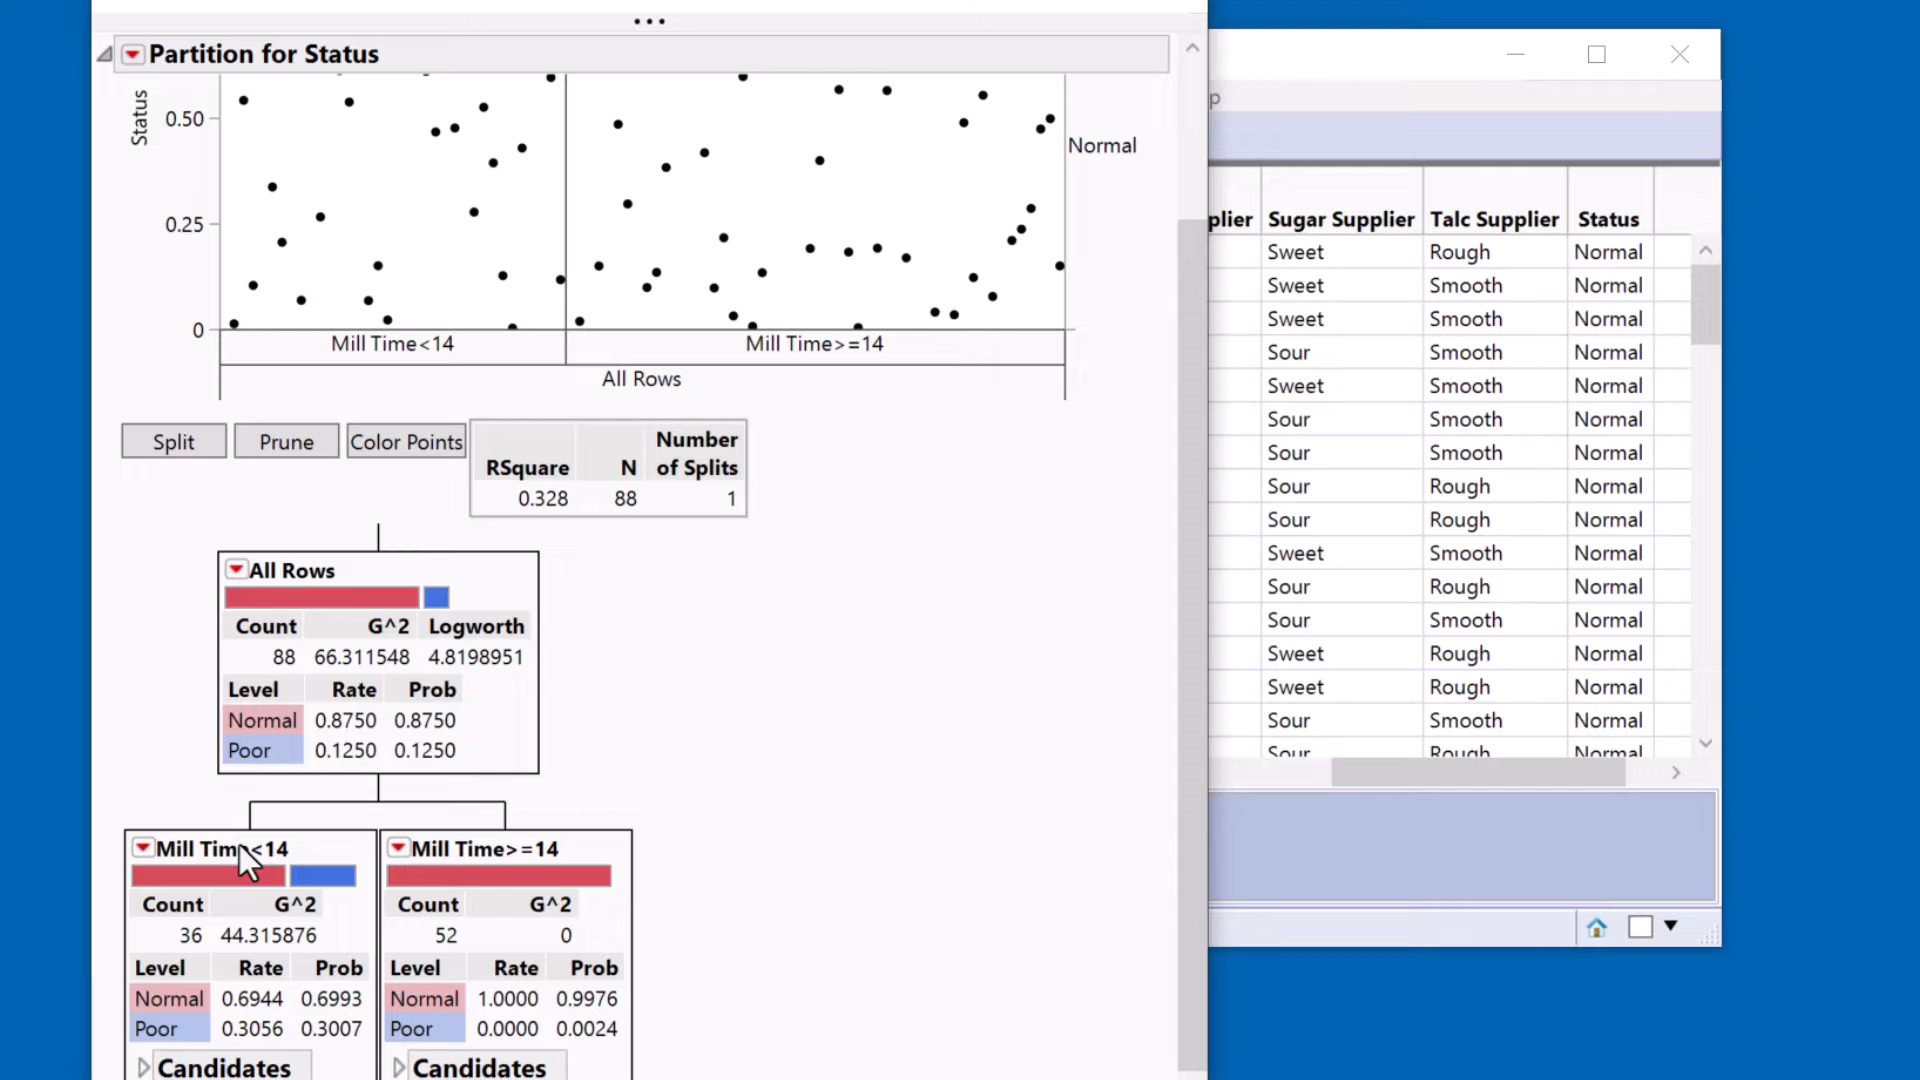 Partition for Status
Status
0.50
0.25
0
Normal
Mill Time<14
Mill Time>=14
All Rows
Split
Prune
Color Points
RSquare N Number of Splits
0.328 88 1
All Rows
Count G^2 Logworth
88 66.311548 4.8198951
Level Rate Prob
Normal 0.8750 0.8750
Poor 0.1250 0.1250
Mill Time<14
Count G^2
36 44.315876
Level Rate Prob
Normal 0.6944 0.6993
Poor 0.3056 0.3007
Candidates
Mill Time>=14
Count G^2
52 0
Level Rate Prob
Normal 1.0000 0.9976
Poor 0.0000 0.0024
Candidates
p
plier Sugar Supplier Talc Supplier Status
Sweet Rough Normal
Sweet Smooth Normal
Sweet Smooth Normal
Sour Smooth Normal
Sweet Smooth Normal
Sour Smooth Normal
Sour Smooth Normal
Sour Rough Normal
Sour Rough Normal
Sweet Smooth Normal
Sour Rough Normal
Sour Smooth Normal
Sweet Rough Normal
Sweet Rough Normal
Sour Smooth Normal
Sour Rough Normal